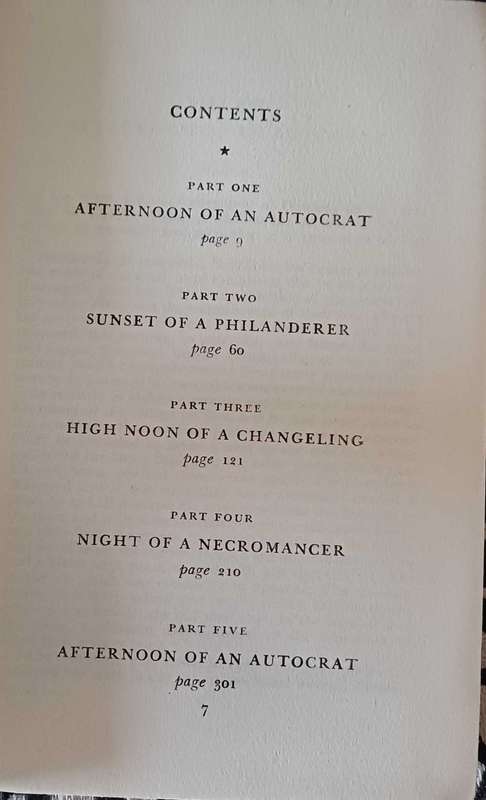 CONTENTS
★
PART ONE
AFTERNOON OF AN AUTOCRAT
page 9
PART TWO
SUNSET OF A PHILANDERER
page 60
PART THREE
HIGH NOON OF A CHANGELING
page 121
PART FOUR
NIGHT OF A NECROMANCER
page 210
PART FIVE
AFTERNOON OF AN AUTOCRAT
page 301
7